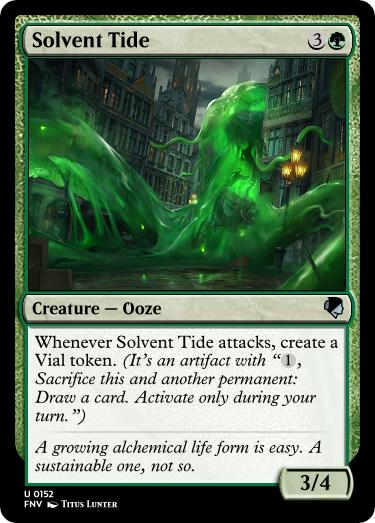 Solvent Tide 3
Creature — Ooze
Whenever Solvent Tide attacks, create a
Vial token. (It's an artifact with “1,
Sacrifice this and another permanent:
Draw a card. Activate only during your
turn.”)
A growing alchemical life form is easy. A
sustainable one, not so.
3/4
U 0152
FNV Titus Lunter